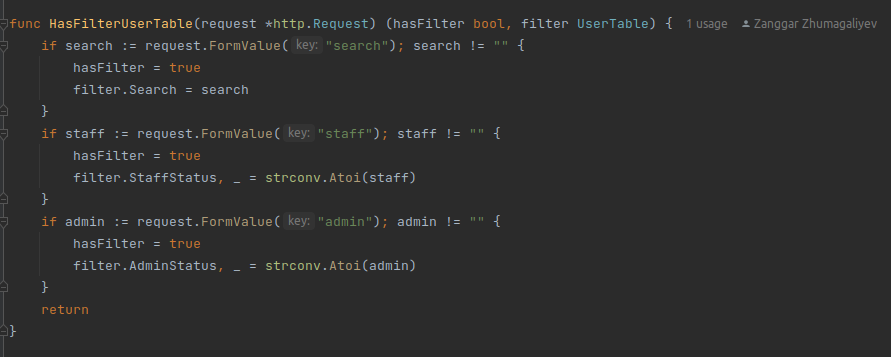 func HasFilterUserTable(request *http.Request) (hasFilter bool, filter UserTable) { 1 usage Zanggar Zhumagaliyev
    if search := request.FormValue( key: "search"); search != "" {
        hasFilter = true
        filter.Search = search
    }
    if staff := request.FormValue( key: "staff"); staff != "" {
        hasFilter = true
        filter.StaffStatus, _ = strconv.Atoi(staff)
    }
    if admin := request.FormValue( key: "admin"); admin != "" {
        hasFilter = true
        filter.AdminStatus, _ = strconv.Atoi(admin)
    }
    return
}